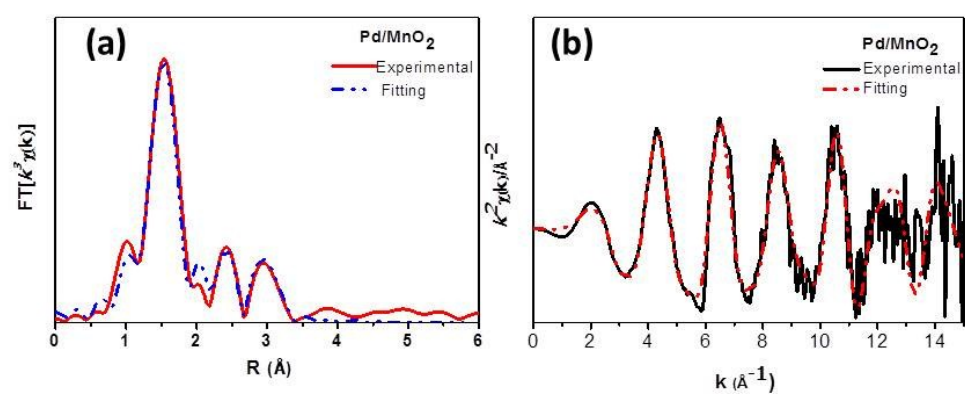 (a)
Pd/MnO2
Experimental
Fitting
FT[k³χ(k)]
0 1 2 3 4 5 6
R (Å)
(b)
Pd/MnO2
Experimental
Fitting
k²χ(k)/Å⁻²
0 2 4 6 8 10 12 14
k (Å⁻¹)